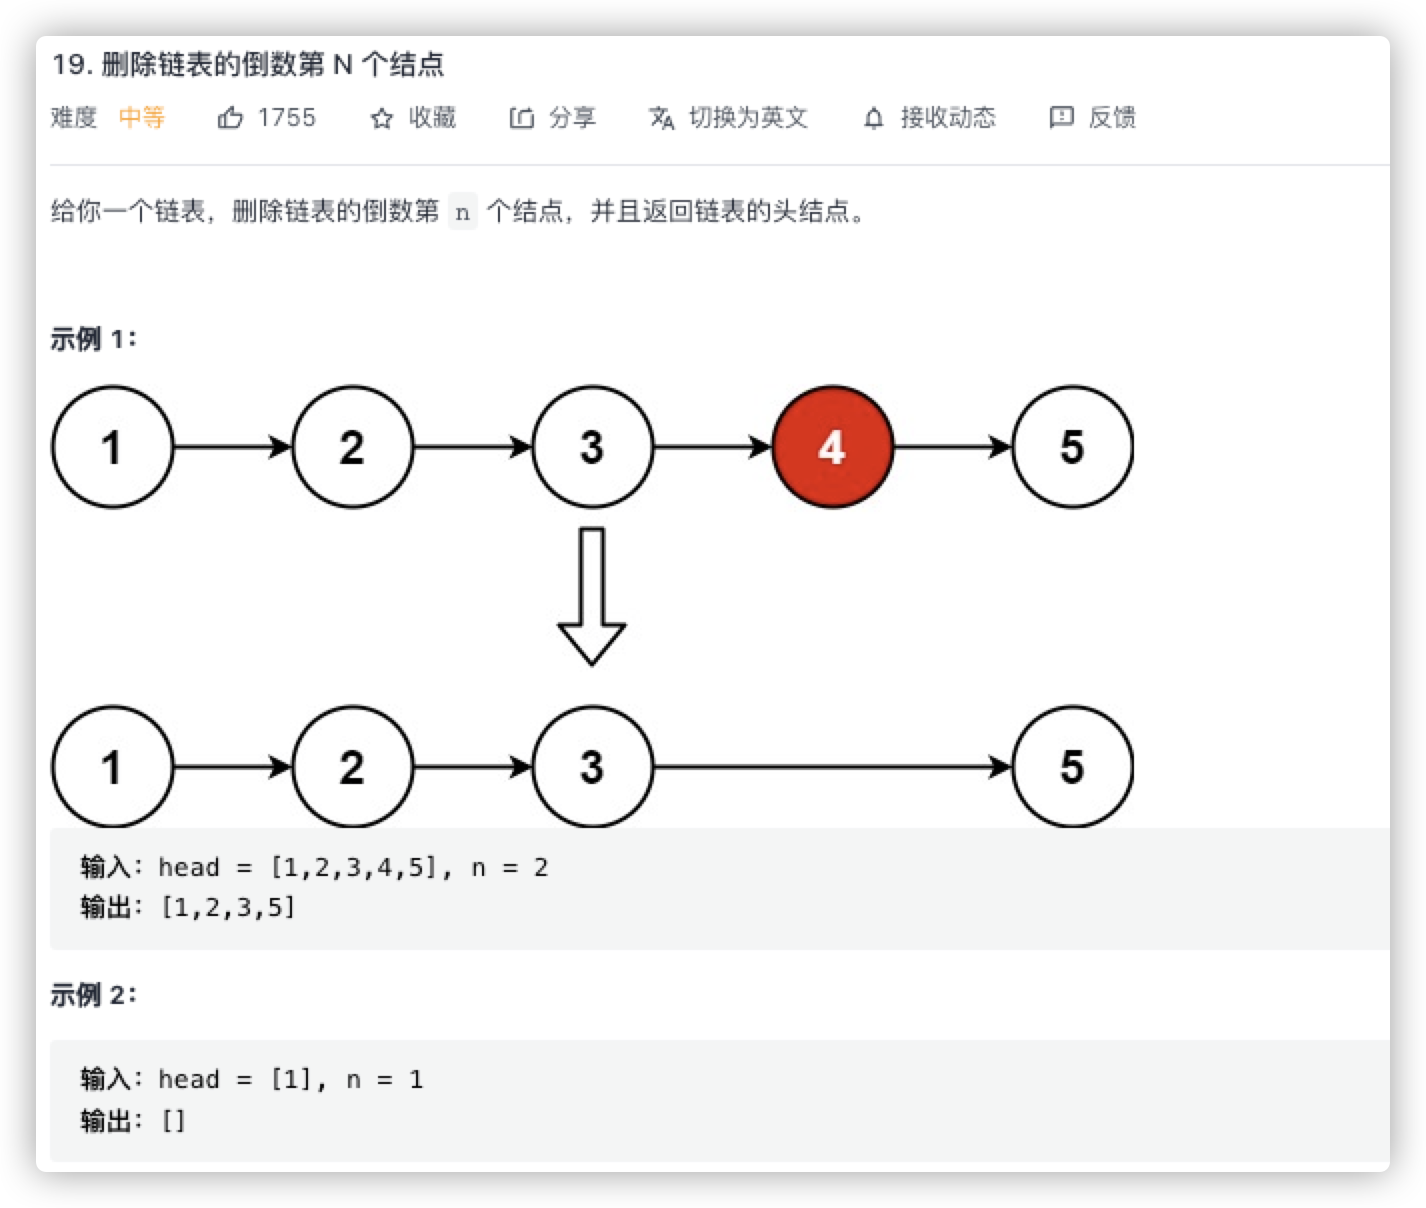 19. 删除链表的倒数第 N 个结点
难度 中等 1755 收藏 分享 切换为英文 接收动态 反馈
给你一个链表，删除链表的倒数第 n 个结点，并且返回链表的头结点。
示例 1：
1 2 3 4 5
1 2 3 5
输入：head = [1,2,3,4,5], n = 2
输出：[1,2,3,5]
示例 2：
输入：head = [1], n = 1
输出：[]